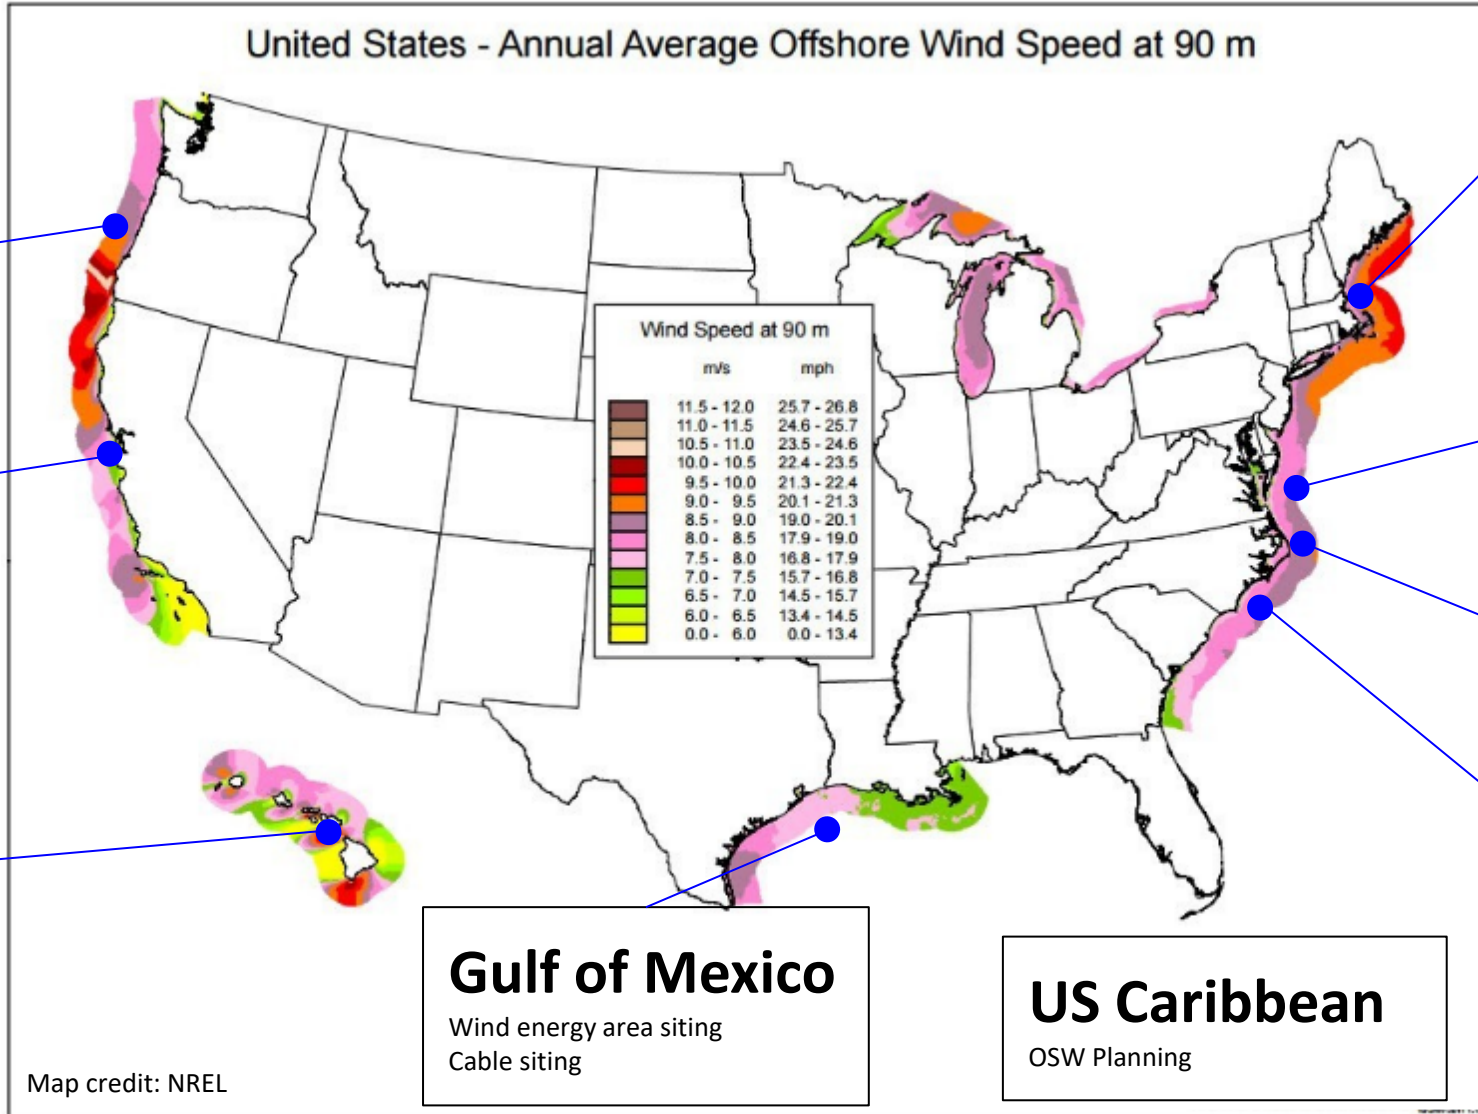 United States - Annual Average Offshore Wind Speed at 90 m
Wind Speed at 90 m
m/s mph
11.5 - 12.0 25.7 - 26.8
11.0 - 11.5 24.6 - 25.7
10.5 - 11.0 23.5 - 24.6
10.0 - 10.5 22.4 - 23.5
9.5 - 10.0 21.3 - 22.4
9.0 - 9.5 20.1 - 21.3
8.5 - 9.0 19.0 - 20.1
8.0 - 8.5 17.9 - 19.0
7.5 - 8.0 16.8 - 17.9
7.0 - 7.5 15.7 - 16.8
6.5 - 7.0 14.5 - 15.7
6.0 - 6.5 13.4 - 14.5
0.0 - 6.0 0.0 - 13.4
Gulf of Mexico
Wind energy area siting
Cable siting
US Caribbean
OSW Planning
Map credit: NREL